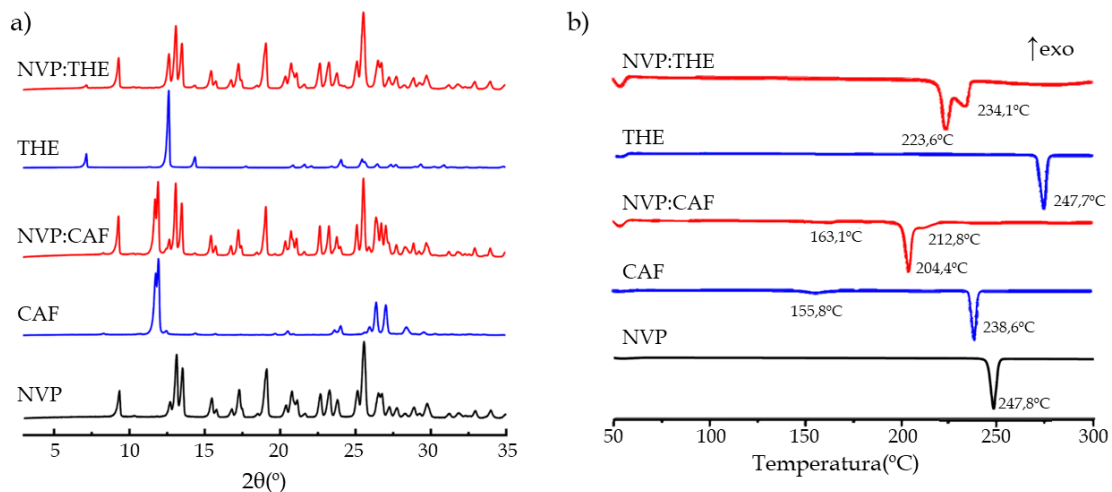 a)
NVP:THE
THE
NVP:CAF
CAF
NVP
5 10 15 20 25 30 35
2θ(º)
b)
↑exo
NVP:THE
234,1ºC
223,6ºC
THE
247,7ºC
NVP:CAF
163,1ºC
212,8ºC
204,4ºC
CAF
155,8ºC
238,6ºC
NVP
247,8ºC
50 100 150 200 250 300
Temperatura(ºC)